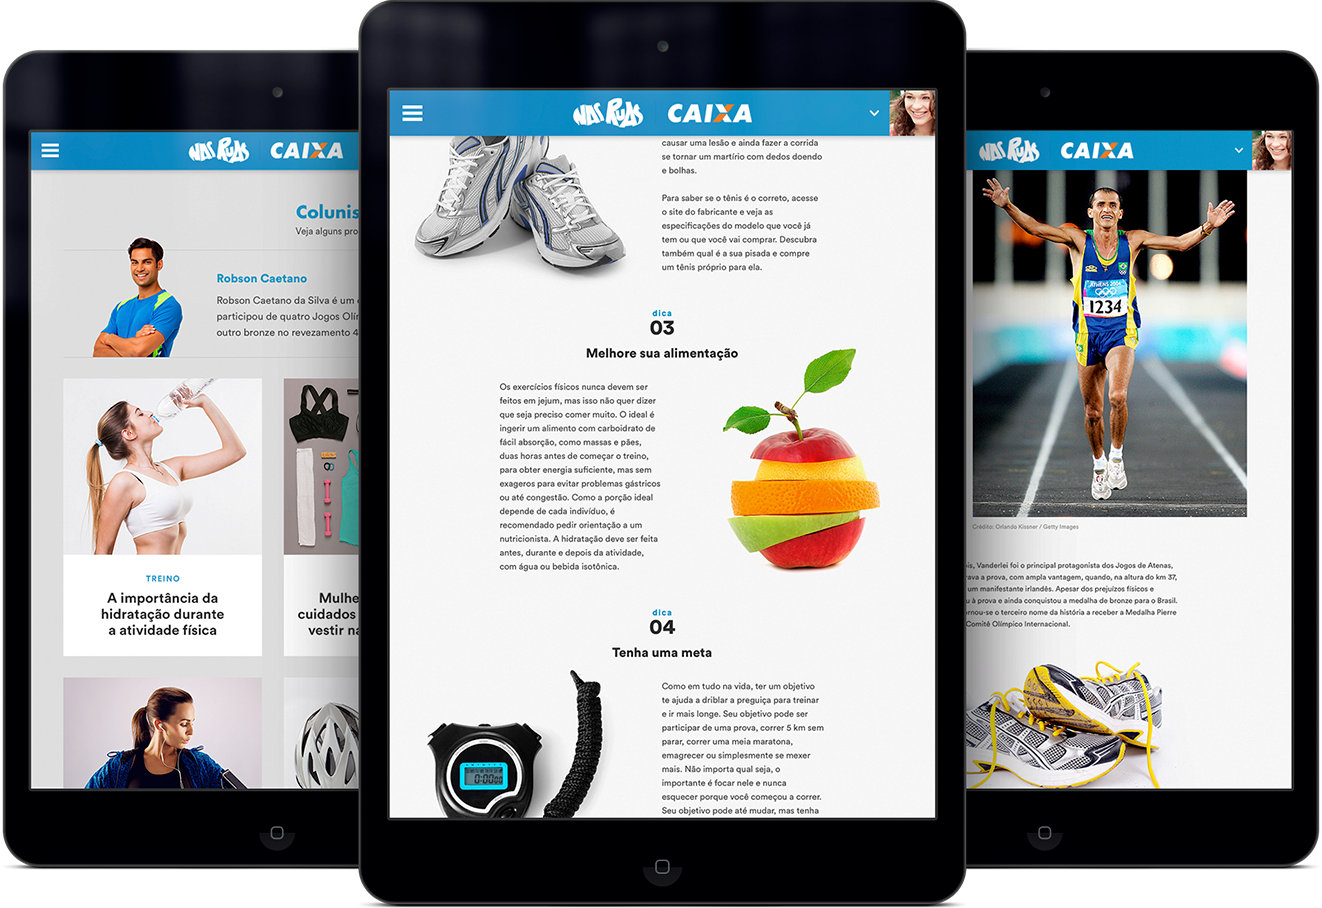 NAS RUAS CAIXA
Colunis
Veja alguns pro
Robson Caetano
Robson Caetano da Silva é um
participou de quatro Jogos Olí
outro bronze no revezamento 4
TREINO
A importância da
hidratação durante
a atividade física
Mulhe
cuidados
vestir na
NAS RUAS CAIXA
causar uma lesão e ainda fazer a corrida
se tornar um martírio com dedos doendo
e bolhas.
Para saber se o tênis é o correto, acesse
o site do fabricante e veja as
especificações do modelo que você já
tem ou que você vai comprar. Descubra
também qual é a sua pisada e compre
um tênis próprio para ela.
dica
03
Melhore sua alimentação
Os exercícios físicos nunca devem ser
feitos em jejum, mas isso não quer dizer
que seja preciso comer muito. O ideal é
ingerir um alimento com carboidrato de
fácil absorção, como massas e pães,
duas horas antes de começar o treino,
para obter energia suficiente, mas sem
exageros para evitar problemas gástricos
ou até congestão. Como a porção ideal
depende de cada indivíduo, é
recomendado pedir orientação a um
nutricionista. A hidratação deve ser feita
antes, durante e depois da atividade,
com água ou bebida isotônica.
dica
04
Tenha uma meta
Como em tudo na vida, ter um objetivo
te ajuda a driblar a preguiça para treinar
e ir mais longe. Seu objetivo pode ser
participar de uma prova, correr 5 km sem
parar, correr uma meia maratona,
emagrecer ou simplesmente se mexer
mais. Não importa qual seja, o
importante é focar nele e nunca
esquecer porque você começou a correr.
Seu objetivo pode até mudar, mas tenha
0:00
NAS RUAS CAIXA
ATHENS 2004
1234
Crédito: Orlando Kissner / Getty Images
is, Vanderlei foi o principal protagonista dos Jogos de Atenas,
rava a prova, com ampla vantagem, quando, na altura do km 37,
um manifestante irlandês. Apesar dos prejuízos físicos e
u à prova e ainda conquistou a medalha de bronze para o Brasil.
rnou-se o terceiro nome da história a receber a Medalha Pierre
Comitê Olímpico Internacional.